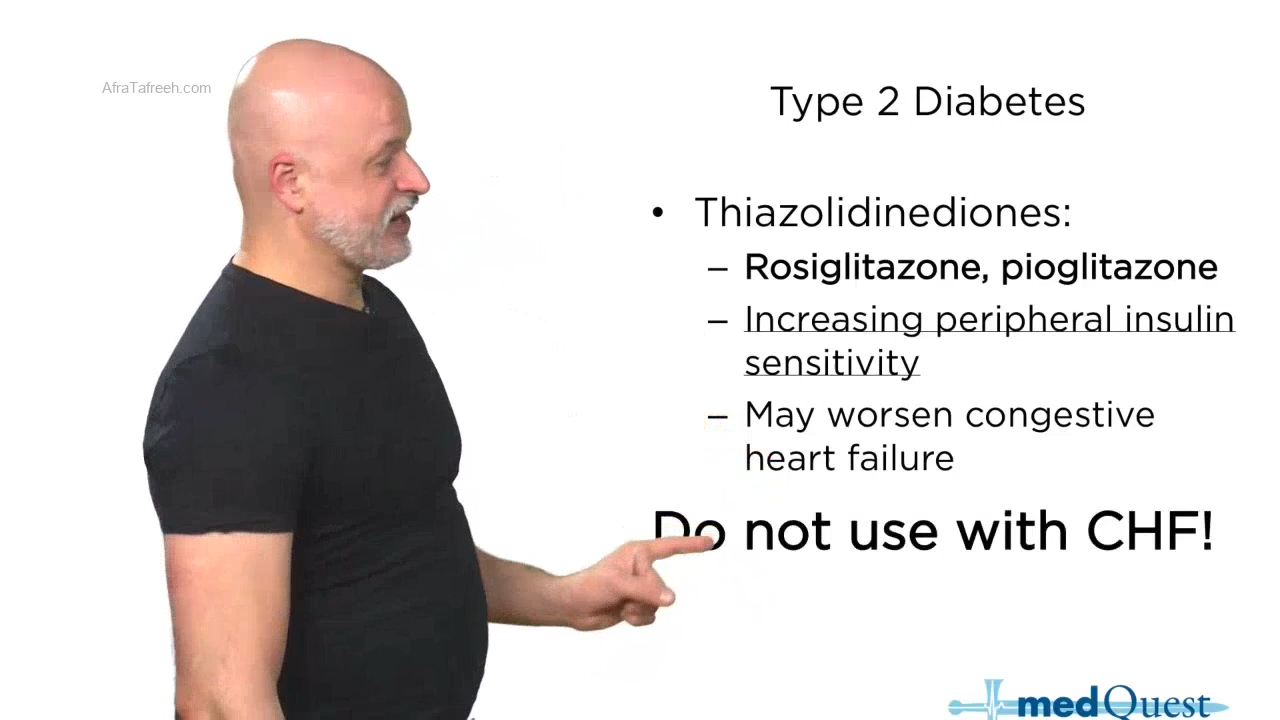 AfraTafreeh.com
Type 2 Diabetes
• Thiazolidinediones:
– Rosiglitazone, pioglitazone
– Increasing peripheral insulin
sensitivity
– May worsen congestive
heart failure
Do not use with CHF!
medQuest